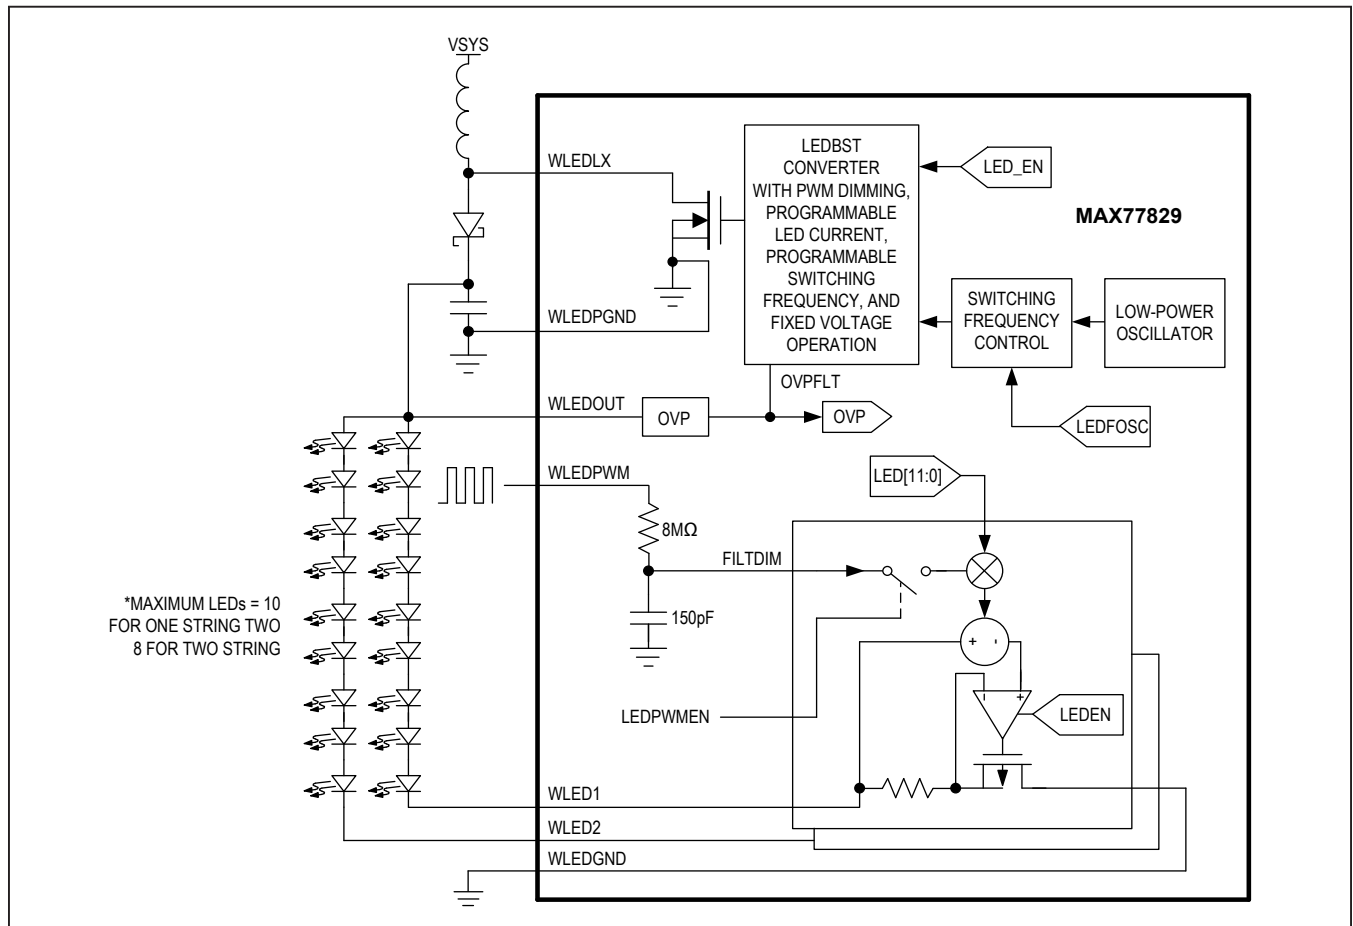 VSYS
WLEDLX
LEDBST
CONVERTER
WITH PWM DIMMING,
PROGRAMMABLE
LED CURRENT,
PROGRAMMABLE
SWITCHING
FREQUENCY, AND
FIXED VOLTAGE
OPERATION
LED_EN
MAX77829
SWITCHING
FREQUENCY
CONTROL
LOW-POWER
OSCILLATOR
WLEDPGND
OVPFLT
WLEDOUT
OVP
OVP
LEDFOSC
WLEDPWM
LED[11:0]
8MΩ
FILTDIM
*MAXIMUM LEDs = 10
FOR ONE STRING TWO
8 FOR TWO STRING
150pF
+ -
LEDPWMEN
- +
LEDEN
WLED1
WLED2
WLEDGND